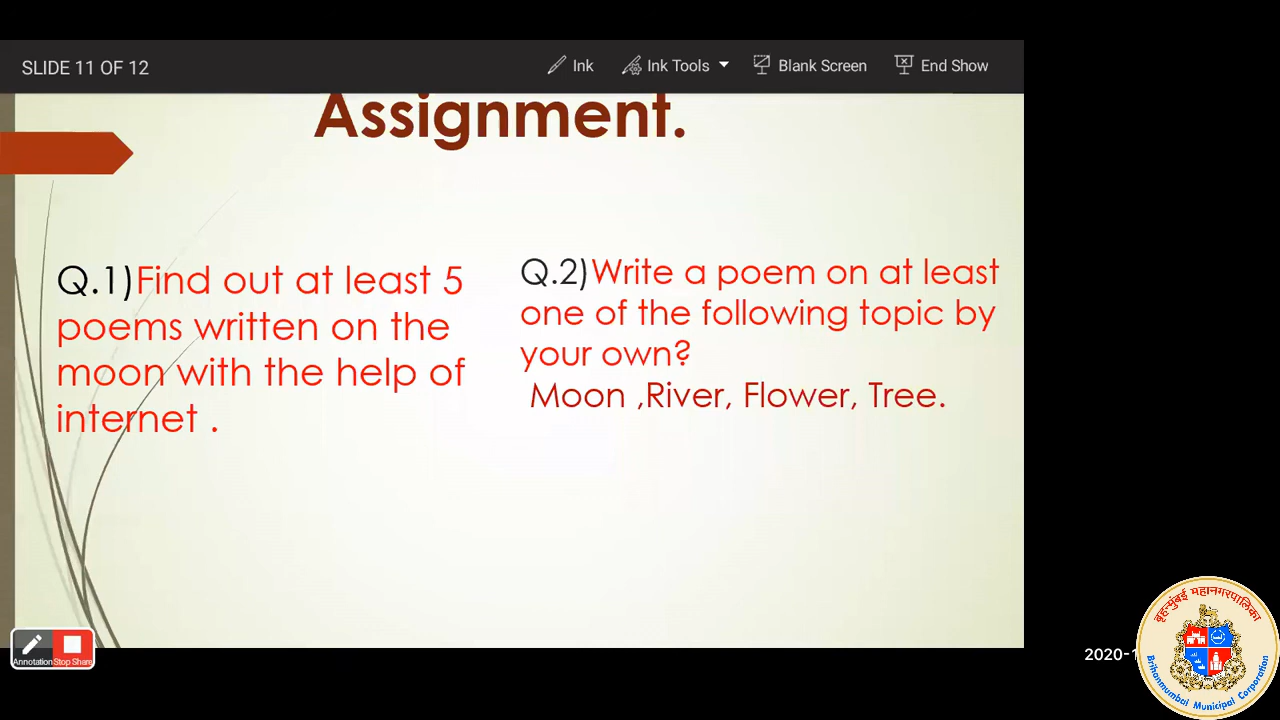 SLIDE 11 OF 12
Ink
Ink Tools
Blank Screen
End Show
Assignment.
Q.1)Find out at least 5
poems written on the
moon with the help of
internet .
Q.2)Write a poem on at least
one of the following topic by
your own?
Moon ,River, Flower, Tree.
Annotation
Stop Share
2020-1
बृहन्मुंबई महानगरपालिका
Brihanmumbai Municipal Corporation